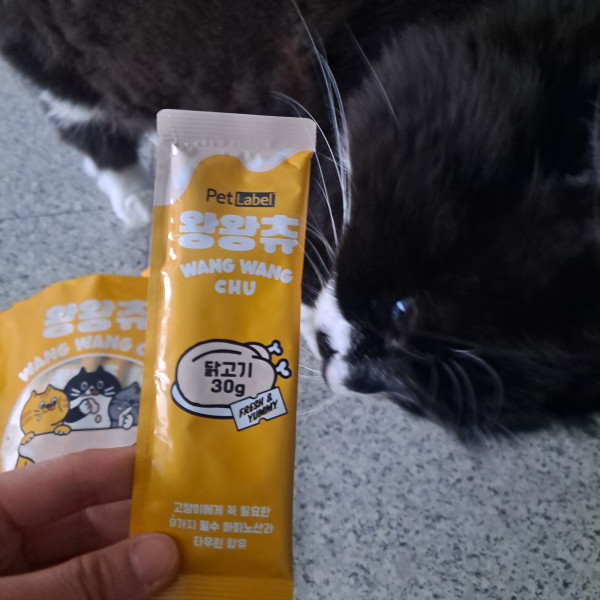 Pet Label
왕왕츄
WANG WANG
CHU
닭고기
30g
FRESH &
YUMMY
고양이에게 꼭 필요한
9가지 필수 아미노산과
타우린 함유
왕왕츄
WANG WANG C